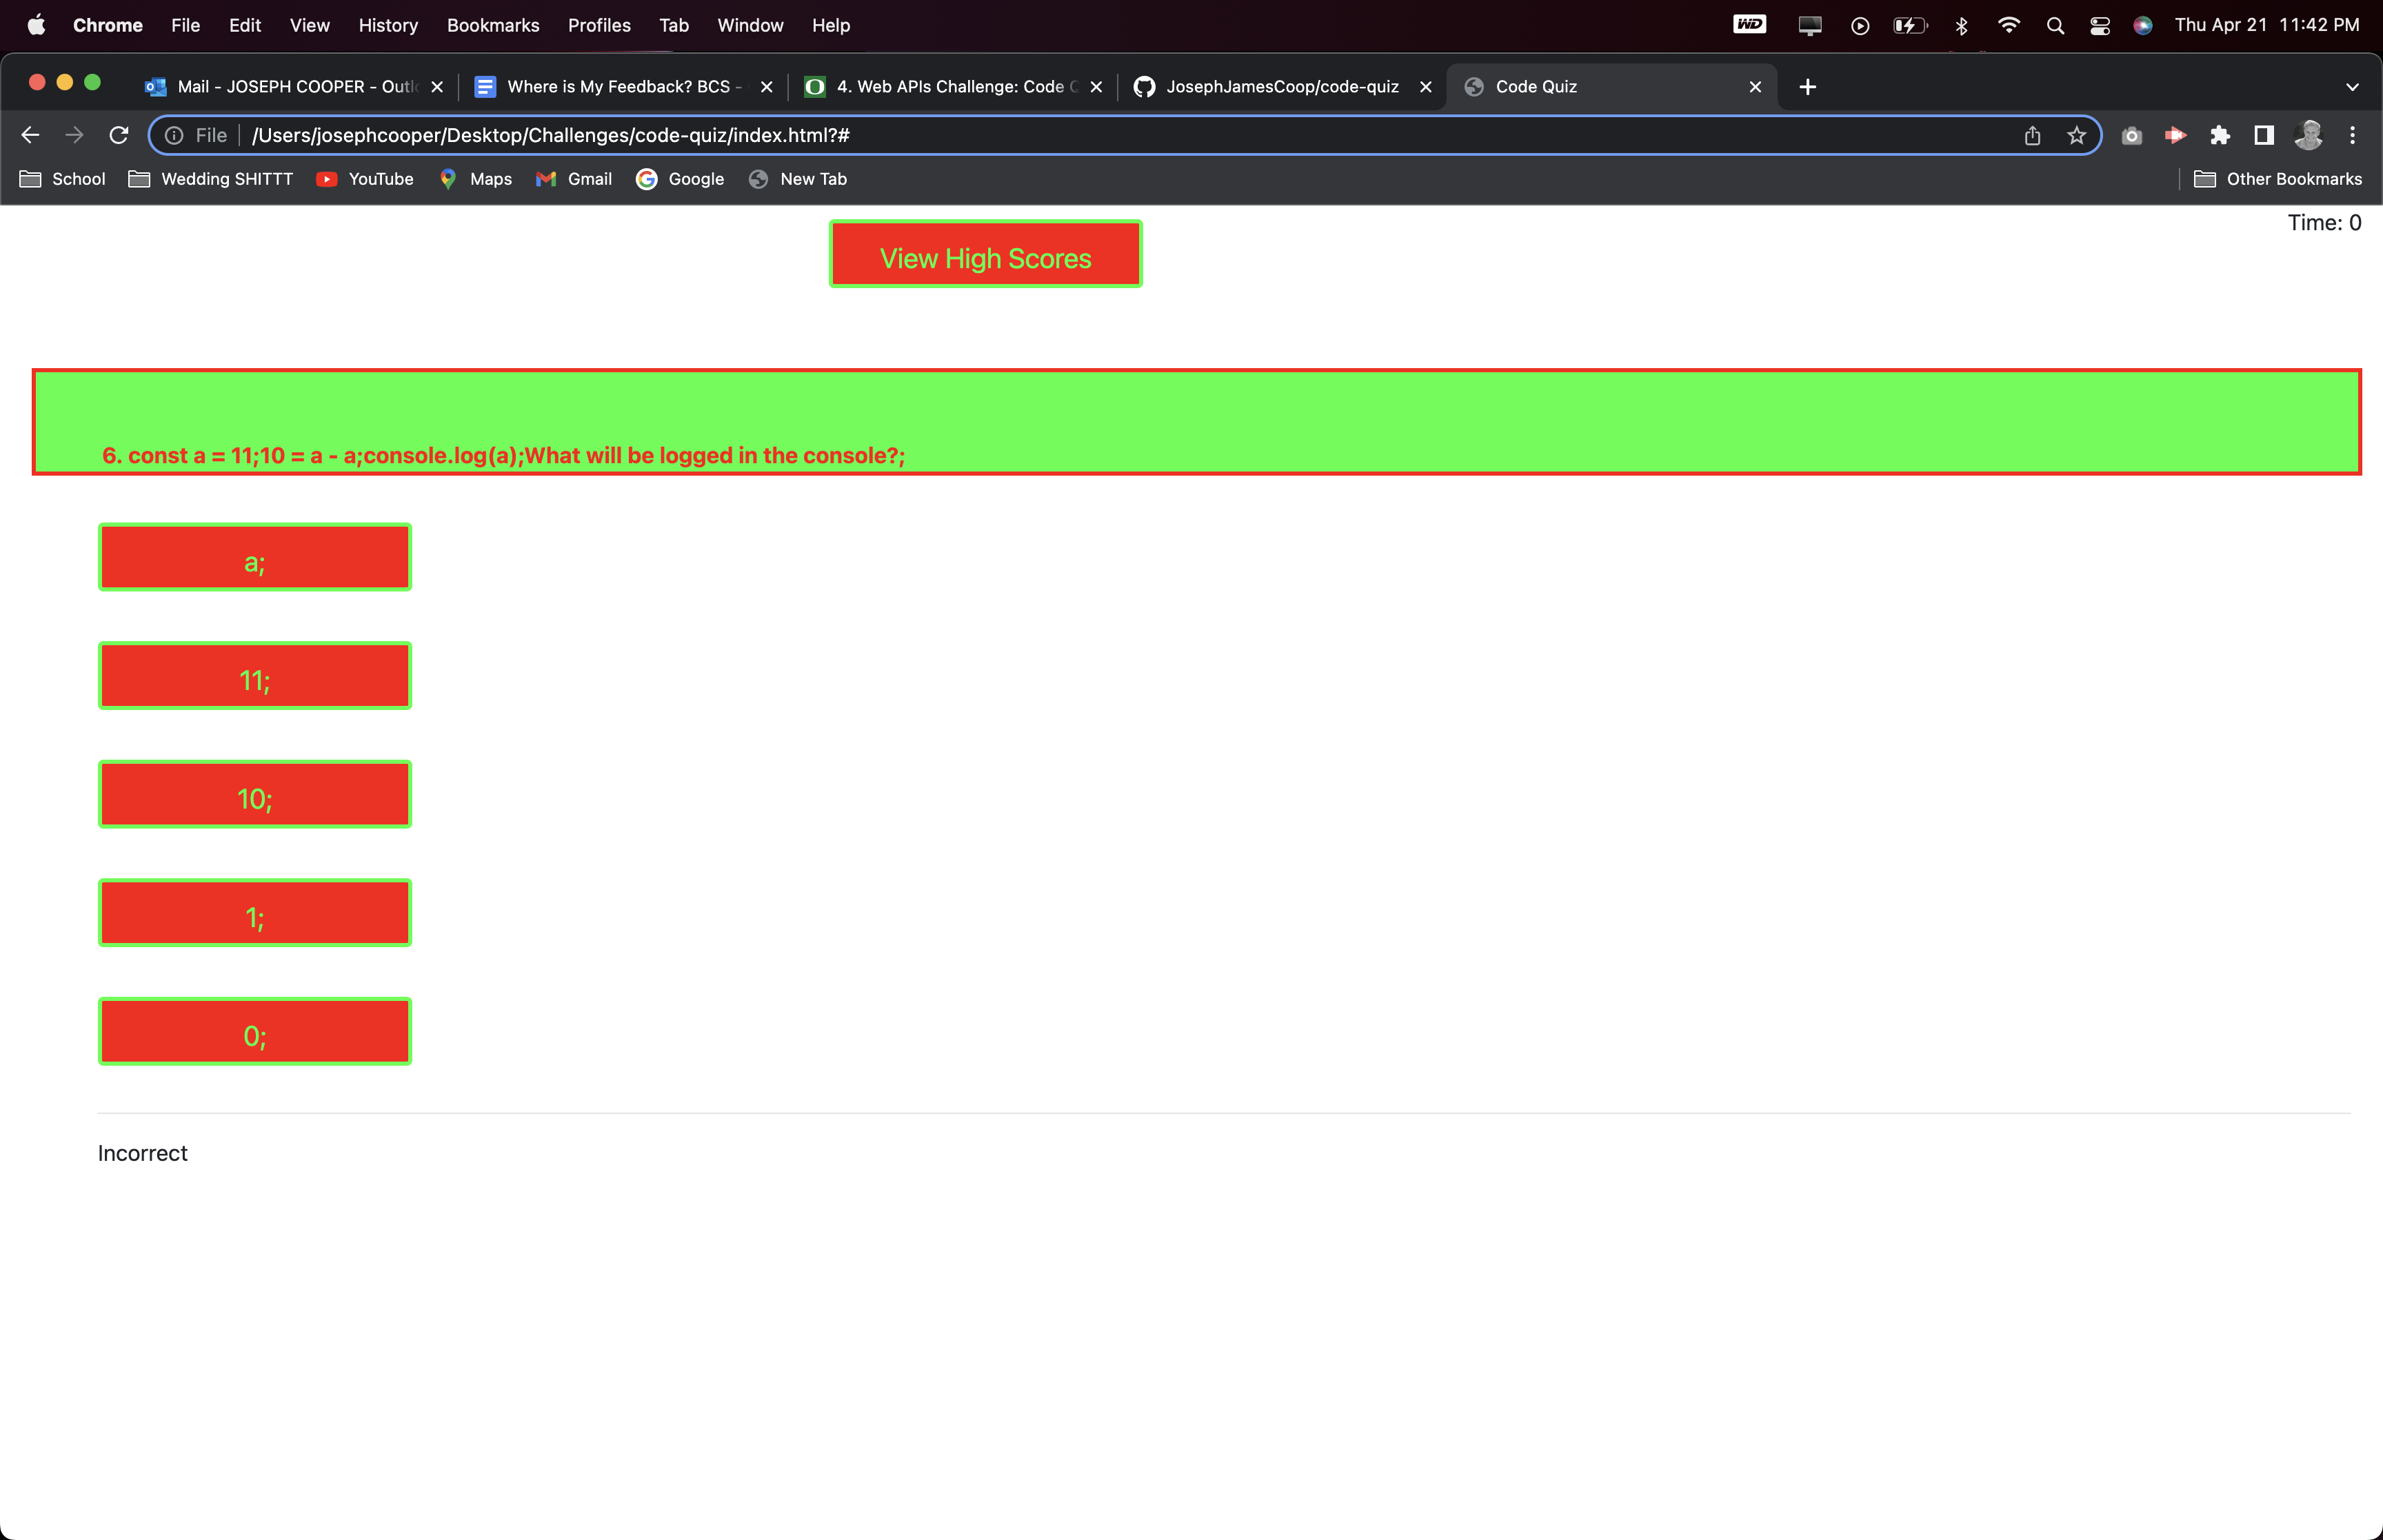 Chrome File Edit View History Bookmarks Profiles Tab Window Help WD Thu Apr 21 11:42 PM
Mail - JOSEPH COOPER - Outlo Where is My Feedback? BCS - 4. Web APIs Challenge: Code JosephJamesCoop/code-quiz Code Quiz
File /Users/josephcooper/Desktop/Challenges/code-quiz/index.html?#
School Wedding SHITTT YouTube Maps Gmail Google New Tab Other Bookmarks
Time: 0
View High Scores
6. const a = 11;10 = a - a;console.log(a);What will be logged in the console?;
a;
11;
10;
1;
0;
Incorrect